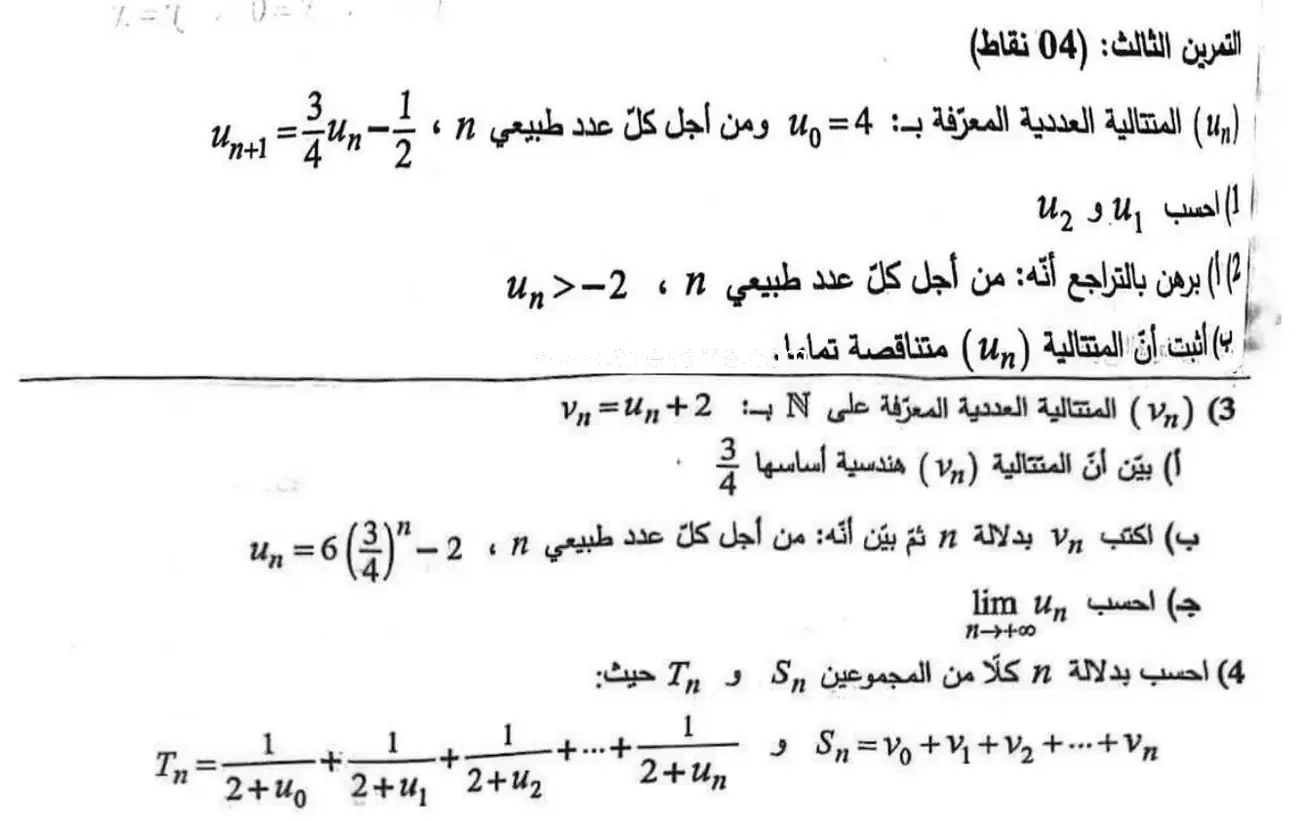 التمرين الثالث: (04 نقاط)
(uₙ) المتتالية العددية المعرّفة بـ: u₀ = 4 ومن أجل كلّ عدد طبيعي n ، uₙ₊₁ = 3/4 uₙ − 1/2
1) احسب u₁ و u₂
2) أ) برهن بالتراجع أنّه: من أجل كلّ عدد طبيعي n ، uₙ > −2
ب) أثبت أنّ المتتالية (uₙ) متناقصة تماما.
3) (vₙ) المتتالية العددية المعرّفة على ℕ بـ: vₙ = uₙ + 2
أ) بيّن أنّ المتتالية (vₙ) هندسية أساسها 3/4
ب) اكتب vₙ بدلالة n ثمّ بيّن أنّه: من أجل كلّ عدد طبيعي n ، uₙ = 6(3/4)ⁿ − 2
جـ) احسب lim uₙ n→+∞
4) احسب بدلالة n كلّا من المجموعين Sₙ و Tₙ حيث:
Sₙ = v₀ + v₁ + v₂ + ... + vₙ و Tₙ = 1/(2+u₀) + 1/(2+u₁) + 1/(2+u₂) + ... + 1/(2+uₙ)